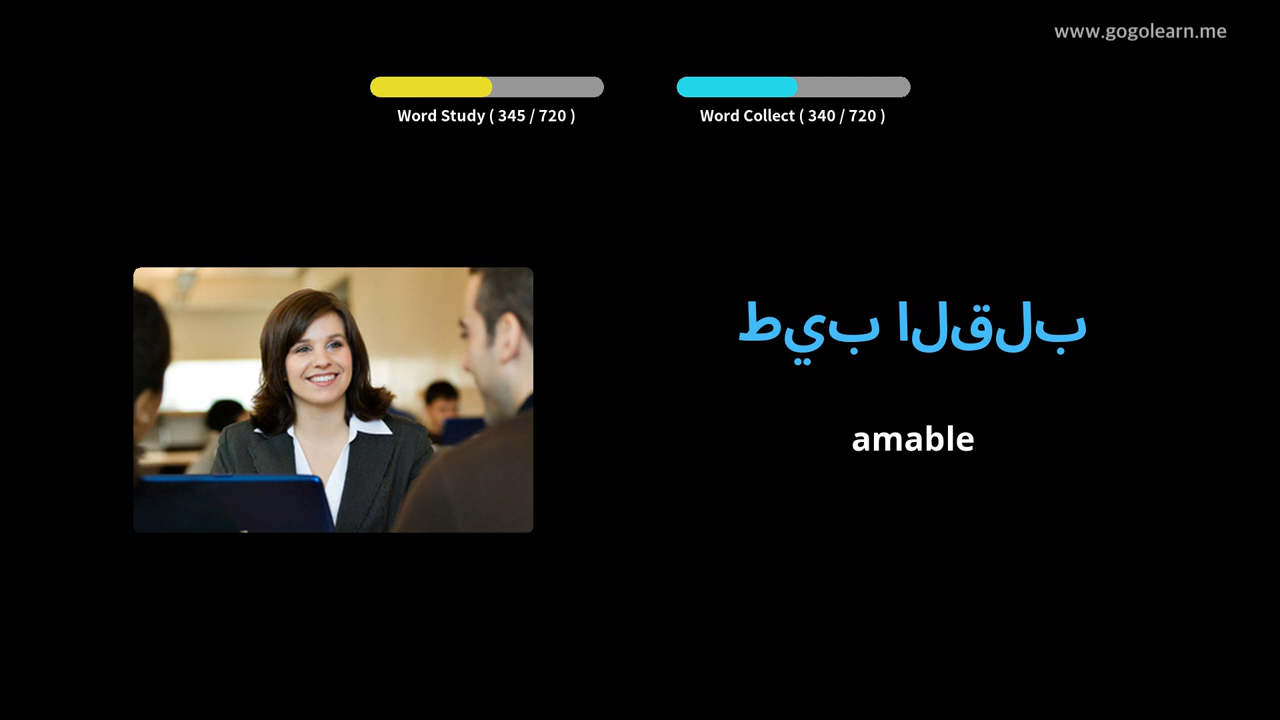 www.gogolearn.me
Word Study ( 345 / 720 )
Word Collect ( 340 / 720 )
طيب القلب
amable